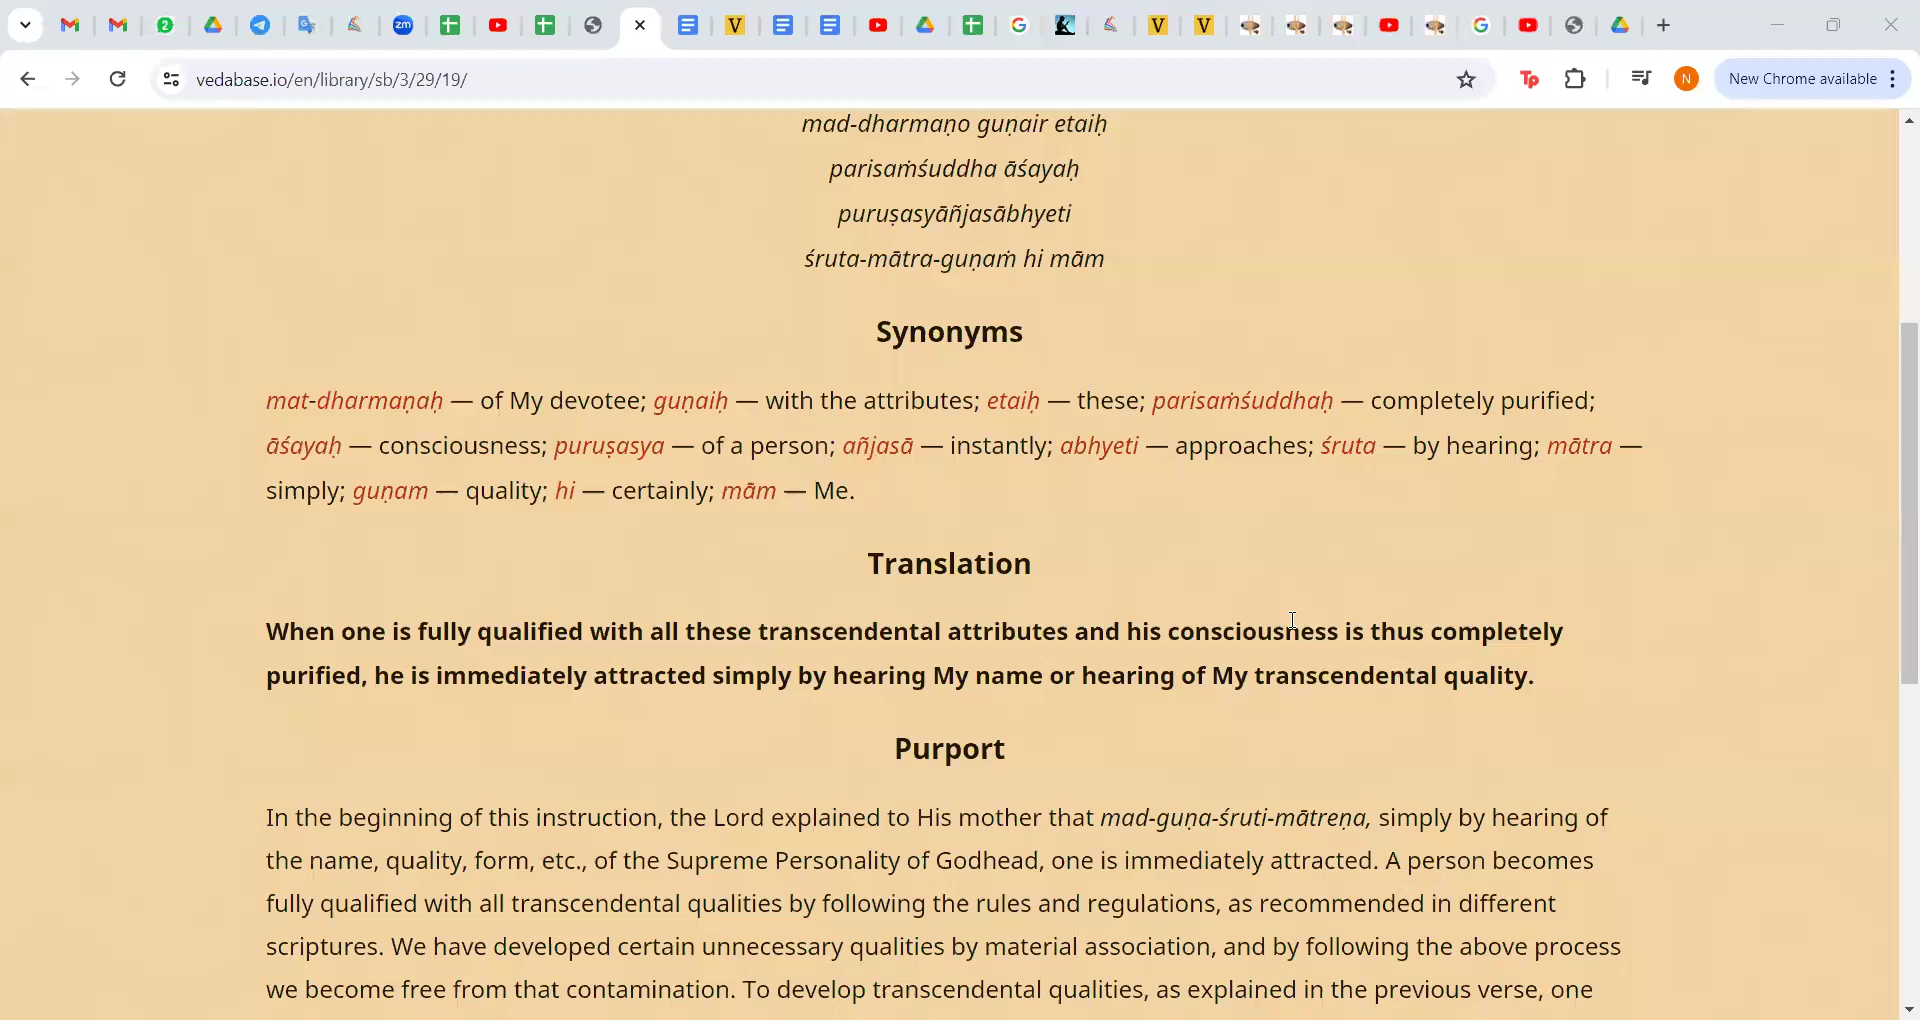 2
zm
vedabase.io/en/library/sb/3/29/19/
Tp
N
New Chrome available
mad-dharmaṇo guṇair etaiḥ
parisaṁśuddha āśayaḥ
puruṣasyāñjasābhyeti
śruta-mātra-guṇaṁ hi mām
Synonyms
mat-dharmaṇaḥ — of My devotee; guṇaiḥ — with the attributes; etaiḥ — these; parisaṁśuddhaḥ — completely purified;
āśayaḥ — consciousness; puruṣasya — of a person; añjasā — instantly; abhyeti — approaches; śruta — by hearing; mātra —
simply; guṇam — quality; hi — certainly; mām — Me.
Translation
When one is fully qualified with all these transcendental attributes and his consciousness is thus completely
purified, he is immediately attracted simply by hearing My name or hearing of My transcendental quality.
Purport
In the beginning of this instruction, the Lord explained to His mother that mad-guṇa-śruti-mātreṇa, simply by hearing of
the name, quality, form, etc., of the Supreme Personality of Godhead, one is immediately attracted. A person becomes
fully qualified with all transcendental qualities by following the rules and regulations, as recommended in different
scriptures. We have developed certain unnecessary qualities by material association, and by following the above process
we become free from that contamination. To develop transcendental qualities, as explained in the previous verse, one